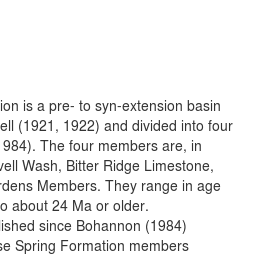 ion is a pre- to syn-extension basin
ell (1921, 1922) and divided into four
984). The four members are, in
vell Wash, Bitter Ridge Limestone,
rdens Members. They range in age
o about 24 Ma or older.
lished since Bohannon (1984)
se Spring Formation members